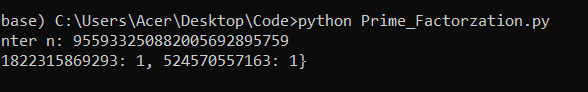 base) C:\Users\Acer\Desktop\Code>python Prime_Factorzation.py
nter n: 955933250882005692895759
1822315869293: 1, 524570557163: 1}